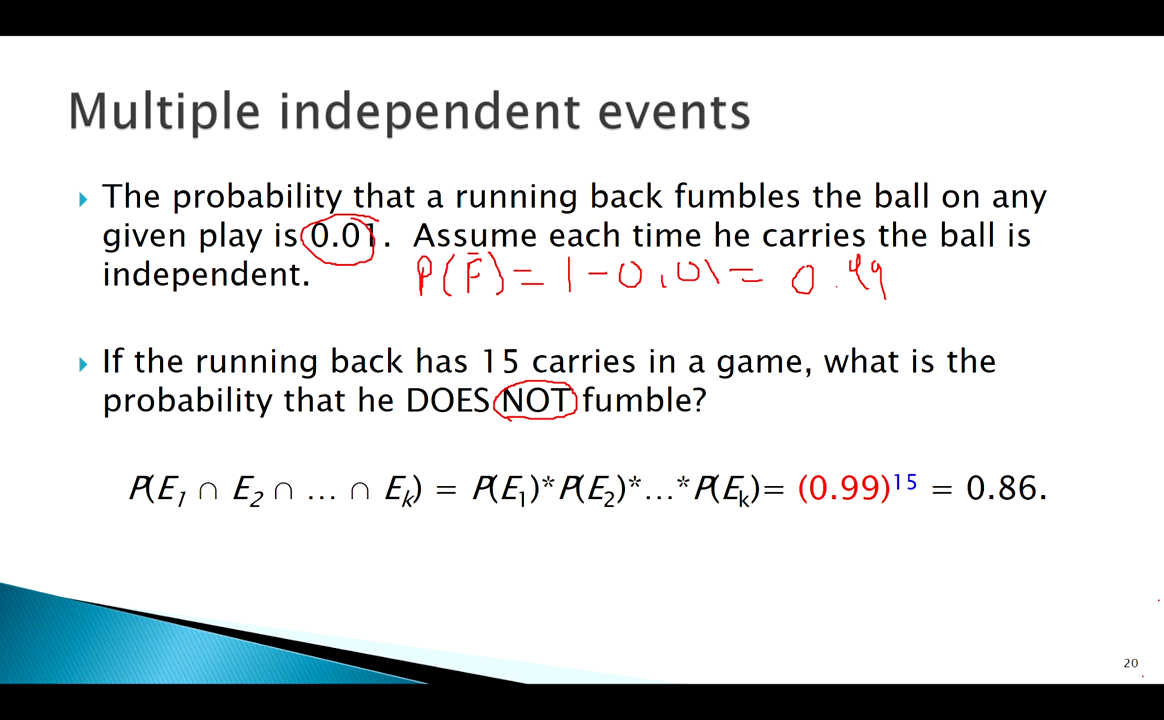 Multiple independent events
The probability that a running back fumbles the ball on any
given play is 0.01. Assume each time he carries the ball is
independent.
P(F̄) = 1 - 0.01 = 0.99
If the running back has 15 carries in a game, what is the
probability that he DOES NOT fumble?
P(E₁ ∩ E₂ ∩ … ∩ Eₖ) = P(E₁)*P(E₂)*…*P(Eₖ)= (0.99)¹⁵ = 0.86.
20